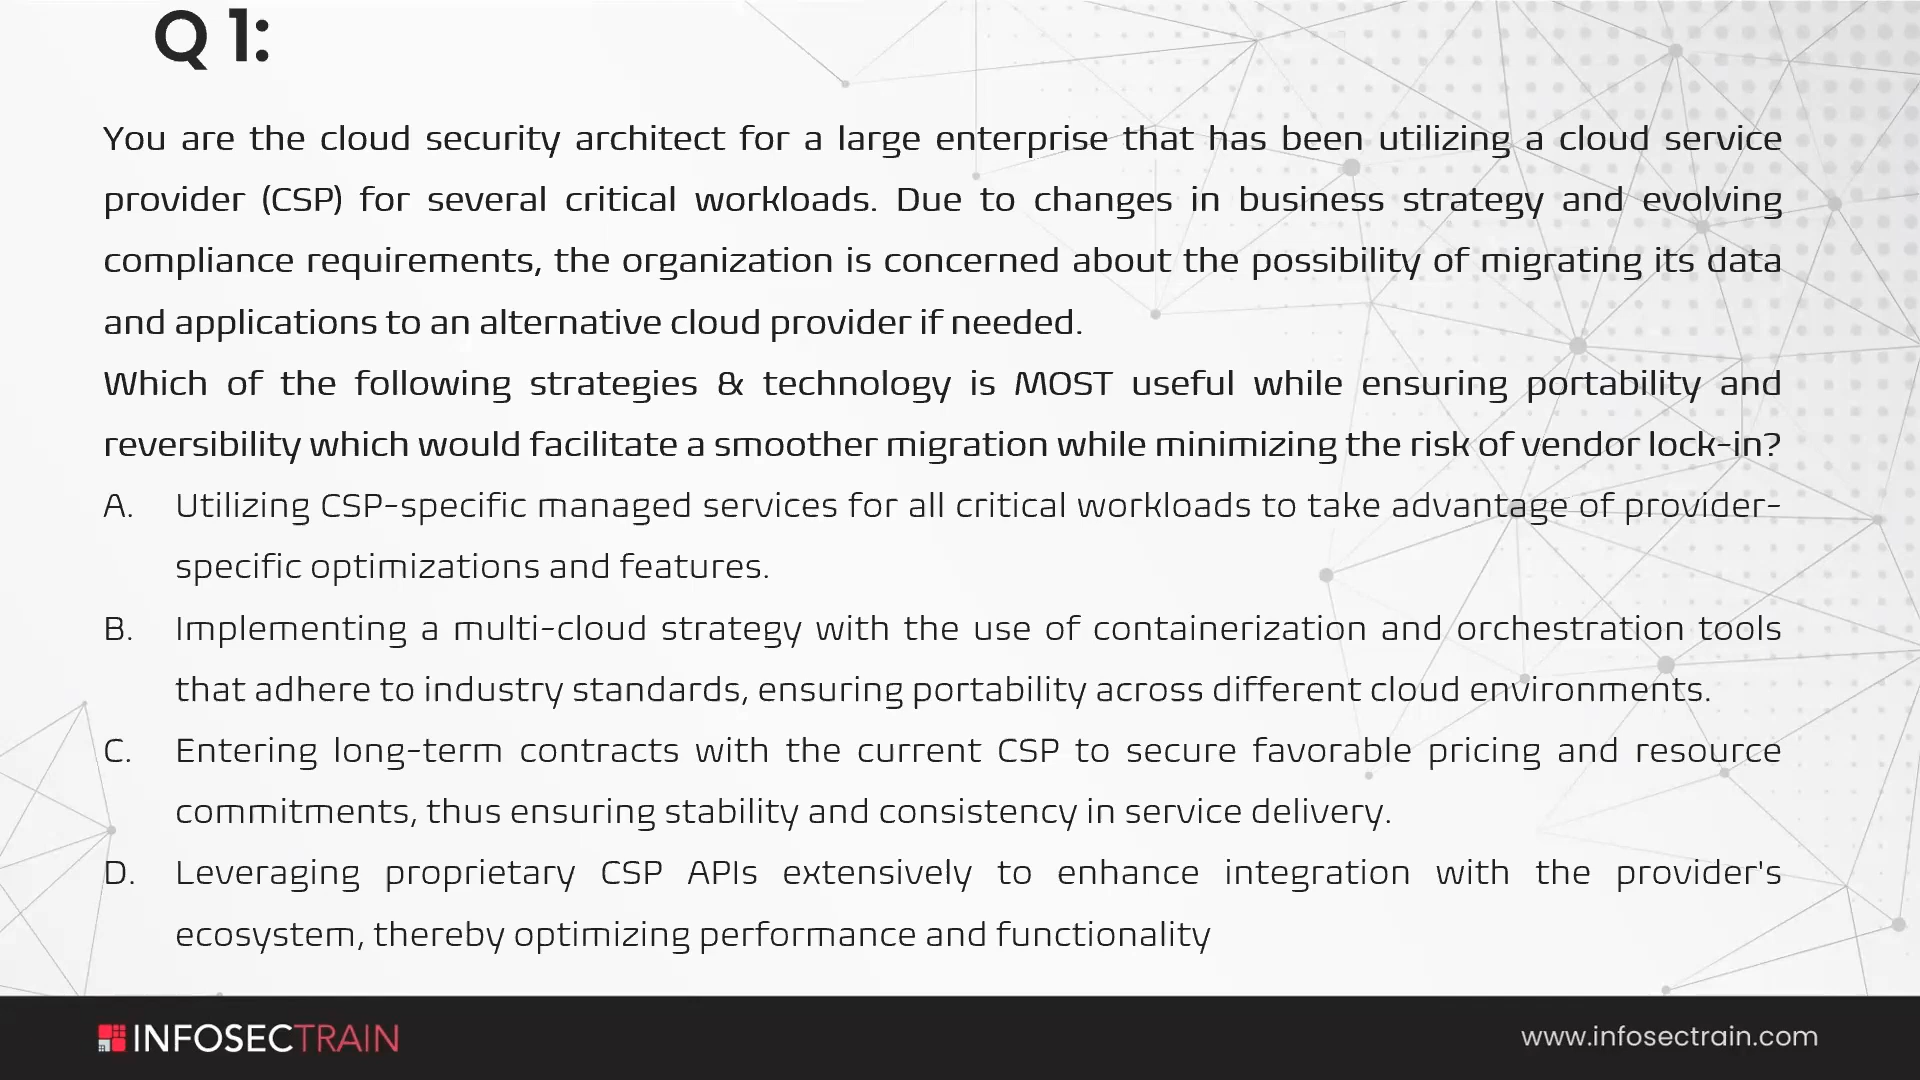 Q 1:
You are the cloud security architect for a large enterprise that has been utilizing a cloud service
provider (CSP) for several critical workloads. Due to changes in business strategy and evolving
compliance requirements, the organization is concerned about the possibility of migrating its data
and applications to an alternative cloud provider if needed.
Which of the following strategies & technology is MOST useful while ensuring portability and
reversibility which would facilitate a smoother migration while minimizing the risk of vendor lock-in?
A. Utilizing CSP-specific managed services for all critical workloads to take advantage of provider-
specific optimizations and features.
B. Implementing a multi-cloud strategy with the use of containerization and orchestration tools
that adhere to industry standards, ensuring portability across different cloud environments.
C. Entering long-term contracts with the current CSP to secure favorable pricing and resource
commitments, thus ensuring stability and consistency in service delivery.
D. Leveraging proprietary CSP APIs extensively to enhance integration with the provider's
ecosystem, thereby optimizing performance and functionality
INFOSECTRAIN
www.infosectrain.com